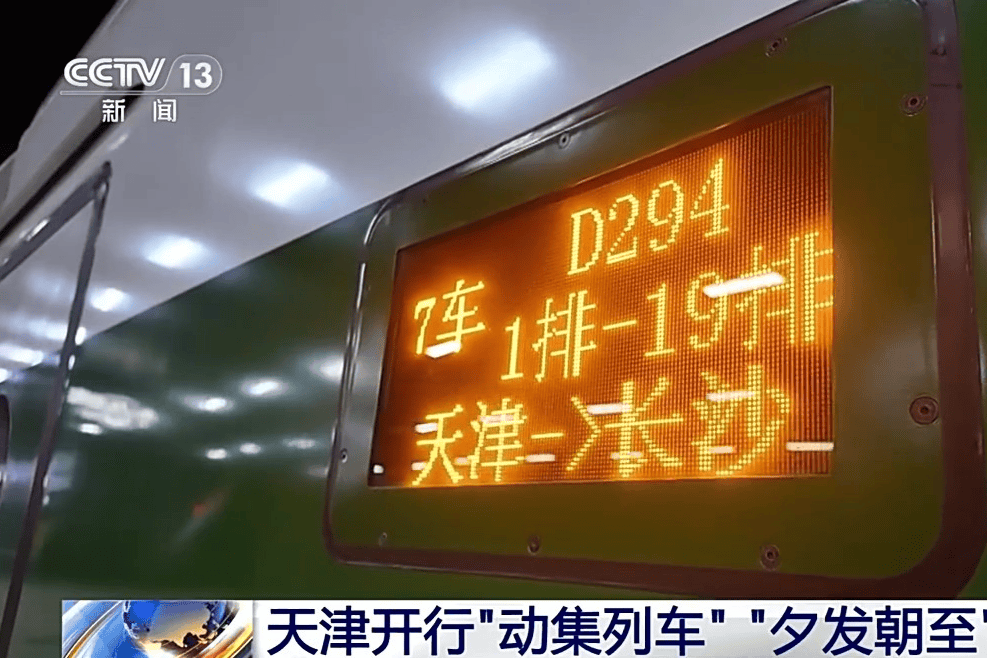 CCTV 13
新闻
D294
7车 1排-19排
天津->长沙
天津开行"动集列车" "夕发朝至"